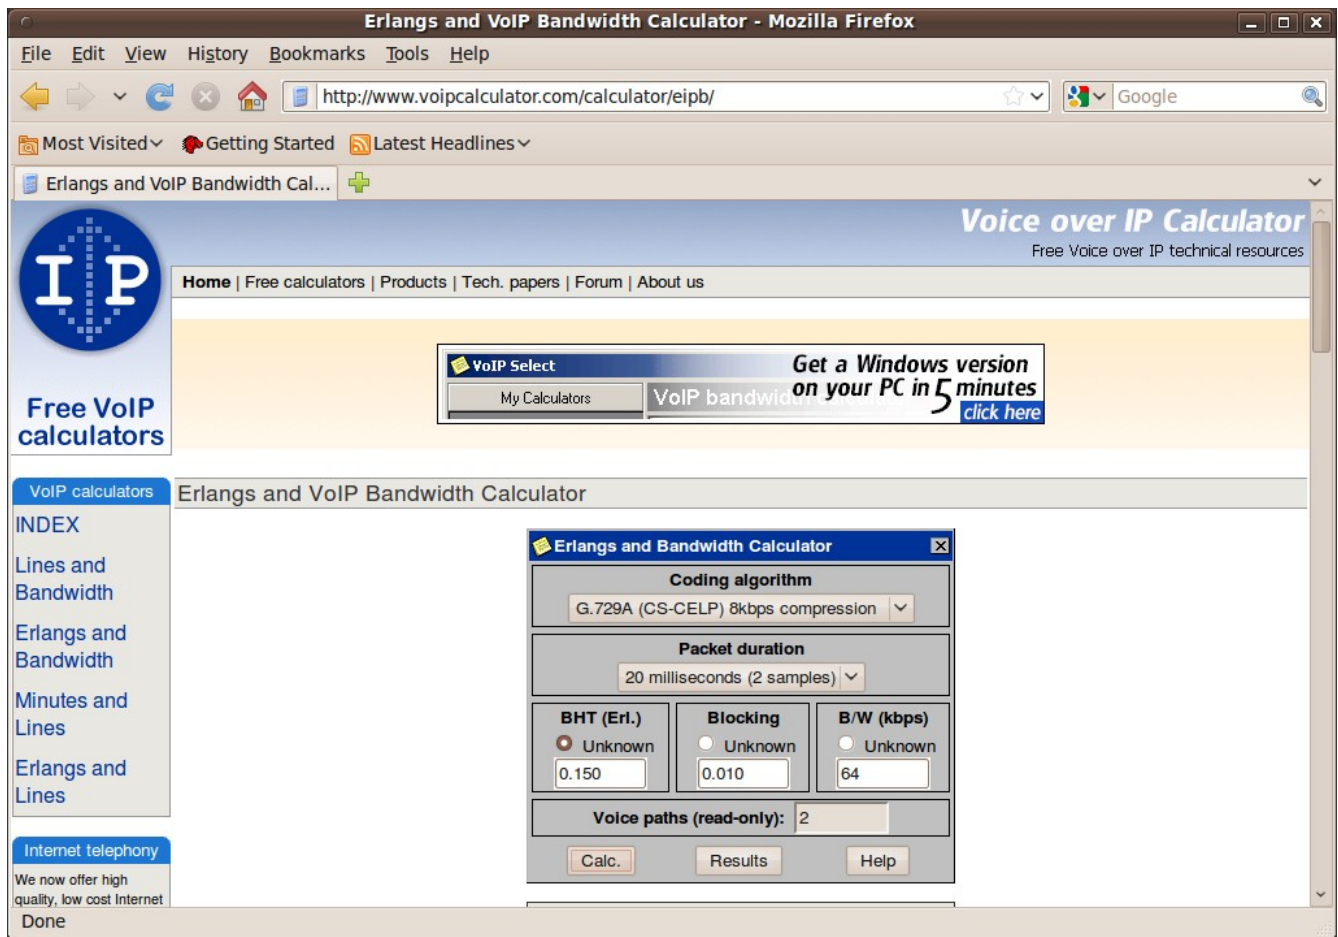 Erlangs and VoIP Bandwidth Calculator - Mozilla Firefox
File Edit View History Bookmarks Tools Help
http://www.voipcalculator.com/calculator/eipb/
Google
Most Visited Getting Started Latest Headlines
Erlangs and VoIP Bandwidth Cal...
Voice over IP Calculator
Free Voice over IP technical resources
IP
Home | Free calculators | Products | Tech. papers | Forum | About us
VoIP Select
My Calculators
VoIP bandwidth
Get a Windows version
on your PC in 5 minutes
click here
Free VoIP
calculators
VoIP calculators
INDEX
Lines and
Bandwidth
Erlangs and
Bandwidth
Minutes and
Lines
Erlangs and
Lines
Internet telephony
We now offer high
quality, low cost Internet
Erlangs and VoIP Bandwidth Calculator
Erlangs and Bandwidth Calculator
Coding algorithm
G.729A (CS-CELP) 8kbps compression
Packet duration
20 milliseconds (2 samples)
BHT (Erl.) Blocking B/W (kbps)
Unknown Unknown Unknown
0.150 0.010 64
Voice paths (read-only): 2
Calc. Results Help
Done